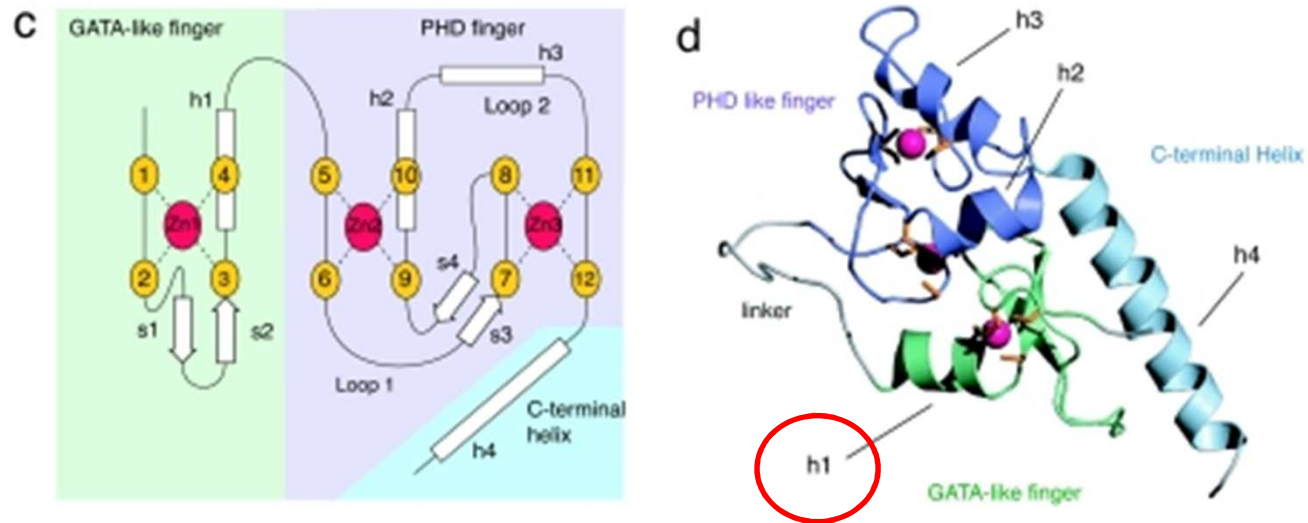 c
GATA-like finger
PHD finger
h3
h1
h2
Loop 2
1
4
5
10
8
11
Zn1
Zn2
Zn3
2
3
6
9
s4
7
12
s1
s2
s3
Loop 1
C-terminal
helix
h4
d
h3
h2
PHD like finger
C-terminal Helix
h4
linker
h1
GATA-like finger